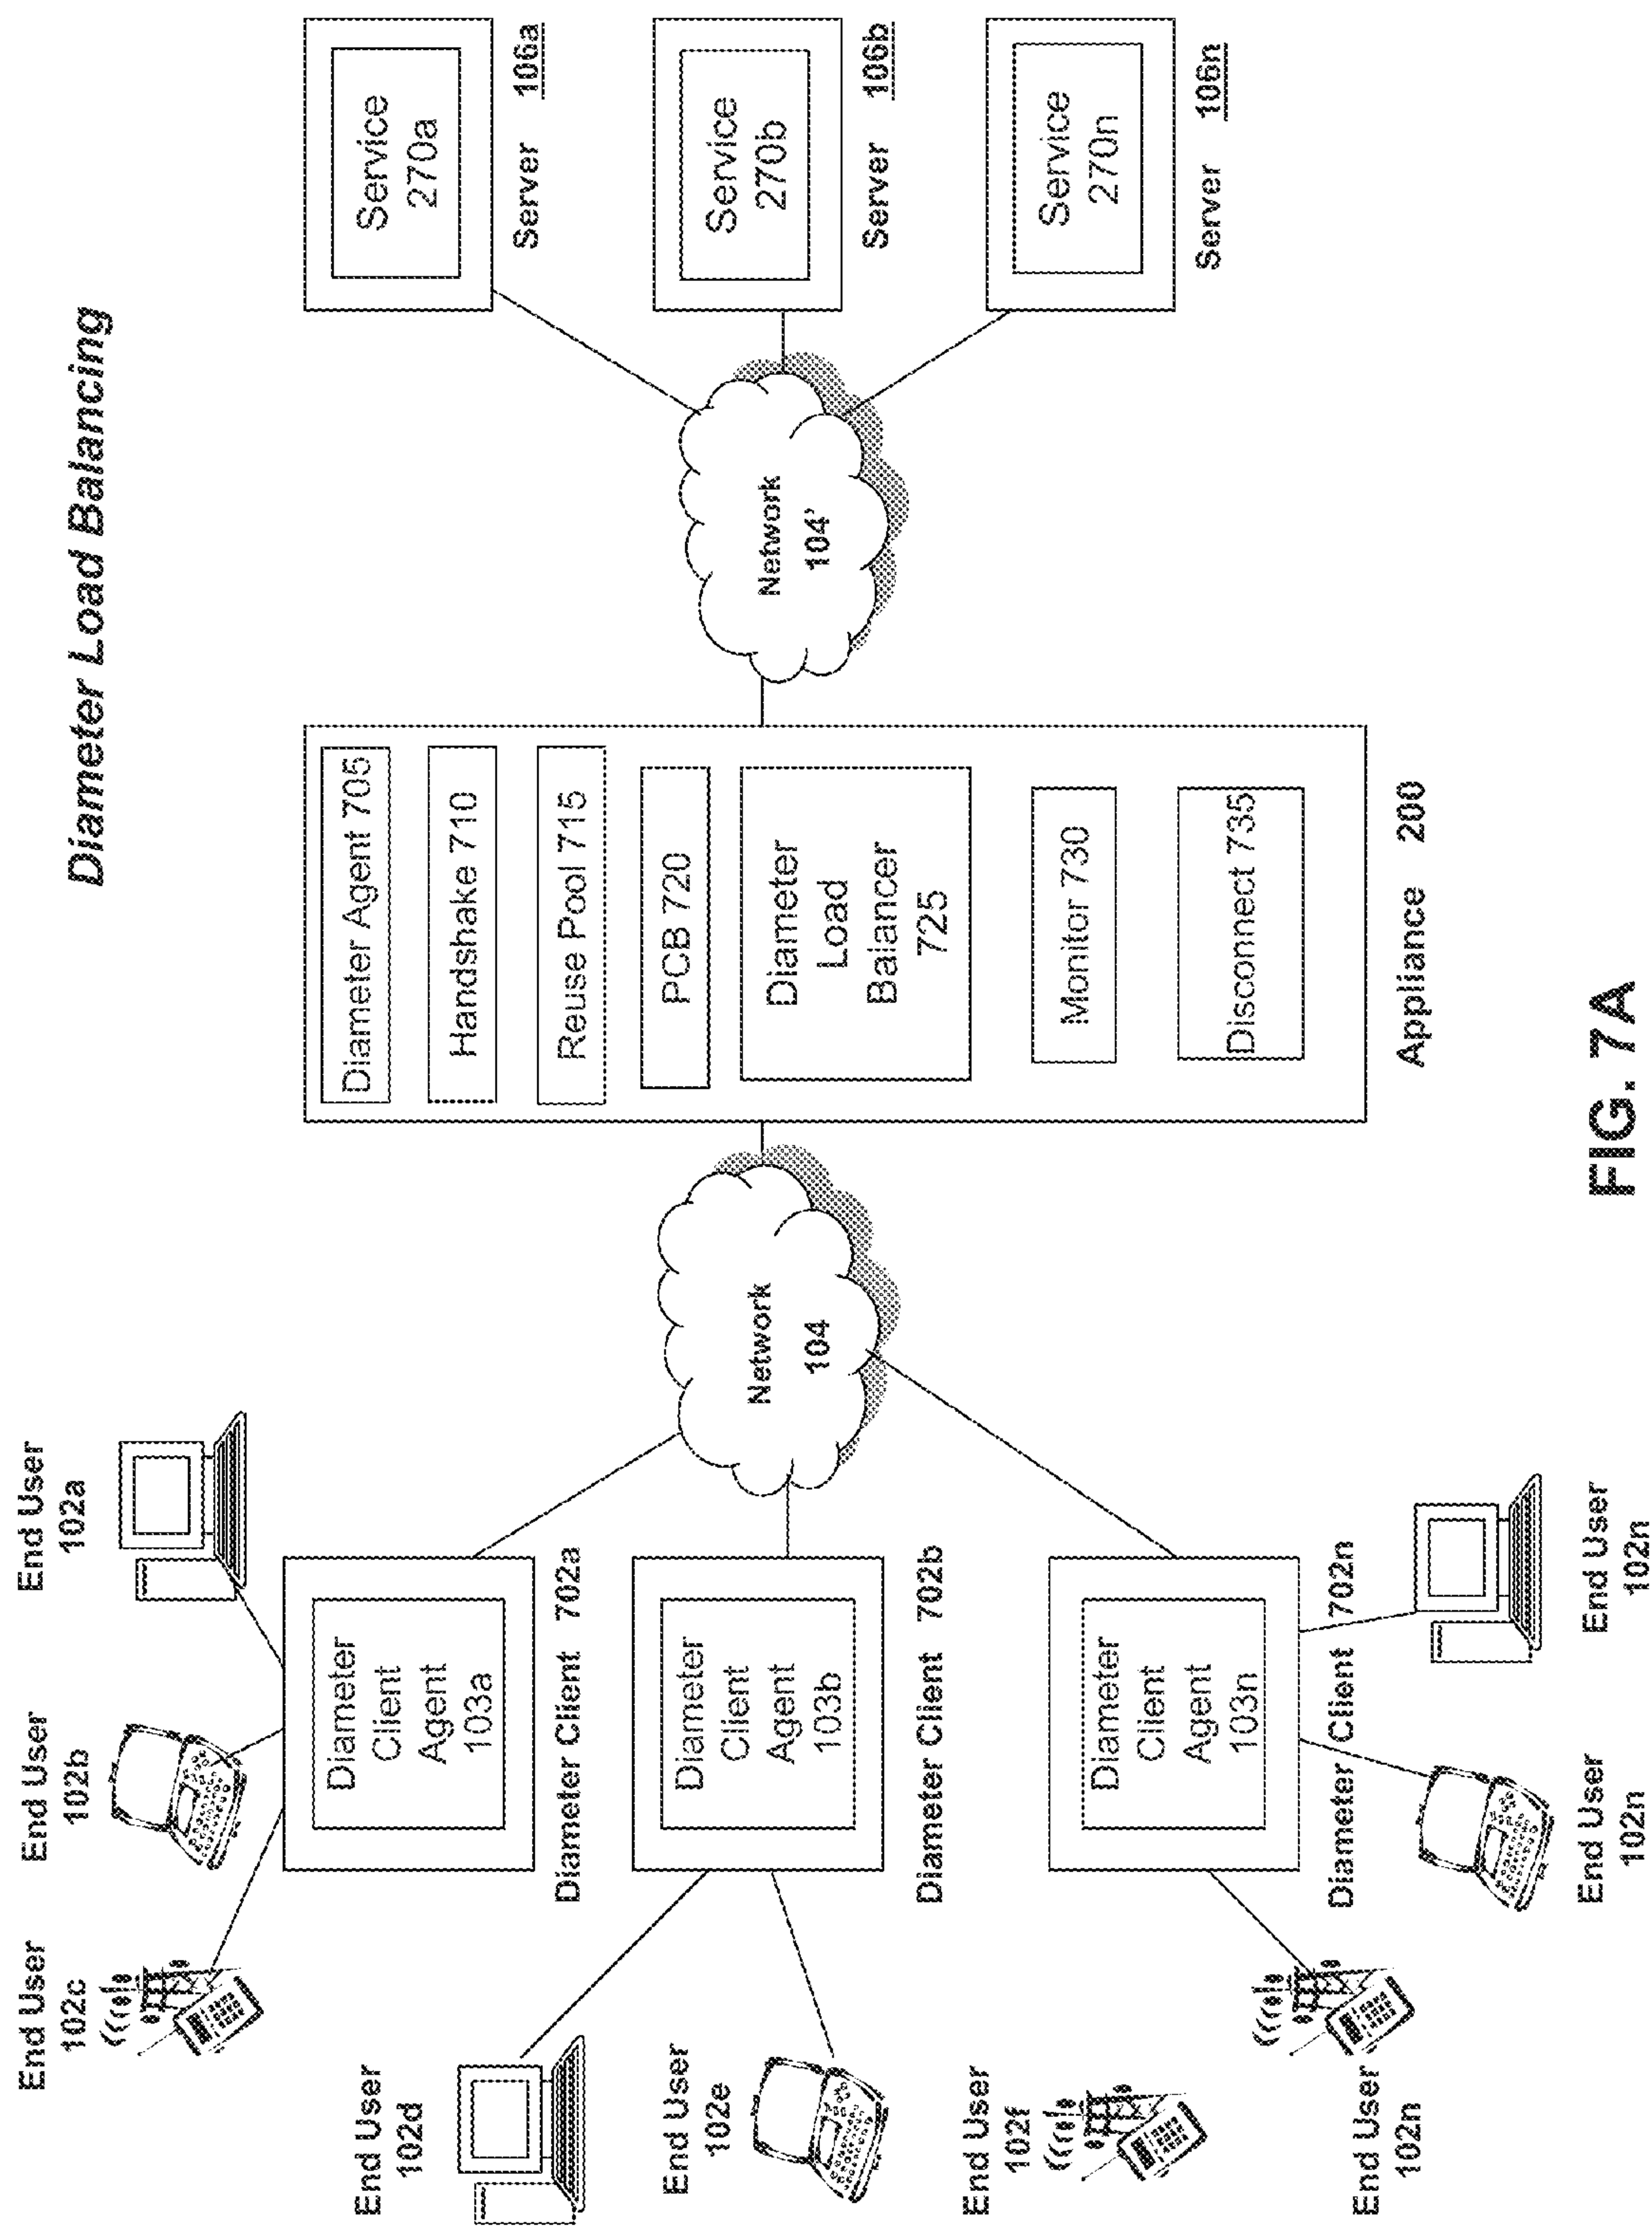 Diameter Load Balancing
End User
102c
End User
102b
End User
102a
End User
102d
Diameter
Client
Agent
103a
Diameter Client 702a
End User
102e
Diameter
Client
Agent
103b
Diameter Client 702b
End User
102f
Diameter
Client
Agent
103n
Diameter Client 702n
End User
102n
End User
102n
End User
102n
Network
104
Diameter Agent 705
Handshake 710
Reuse Pool 715
PCB 720
Diameter
Load
Balancer
725
Monitor 730
Disconnect 735
Appliance 200
Network
104'
Service
270a
Server 106a
Service
270b
Server 106b
Service
270n
Server 106n
FIG. 7A